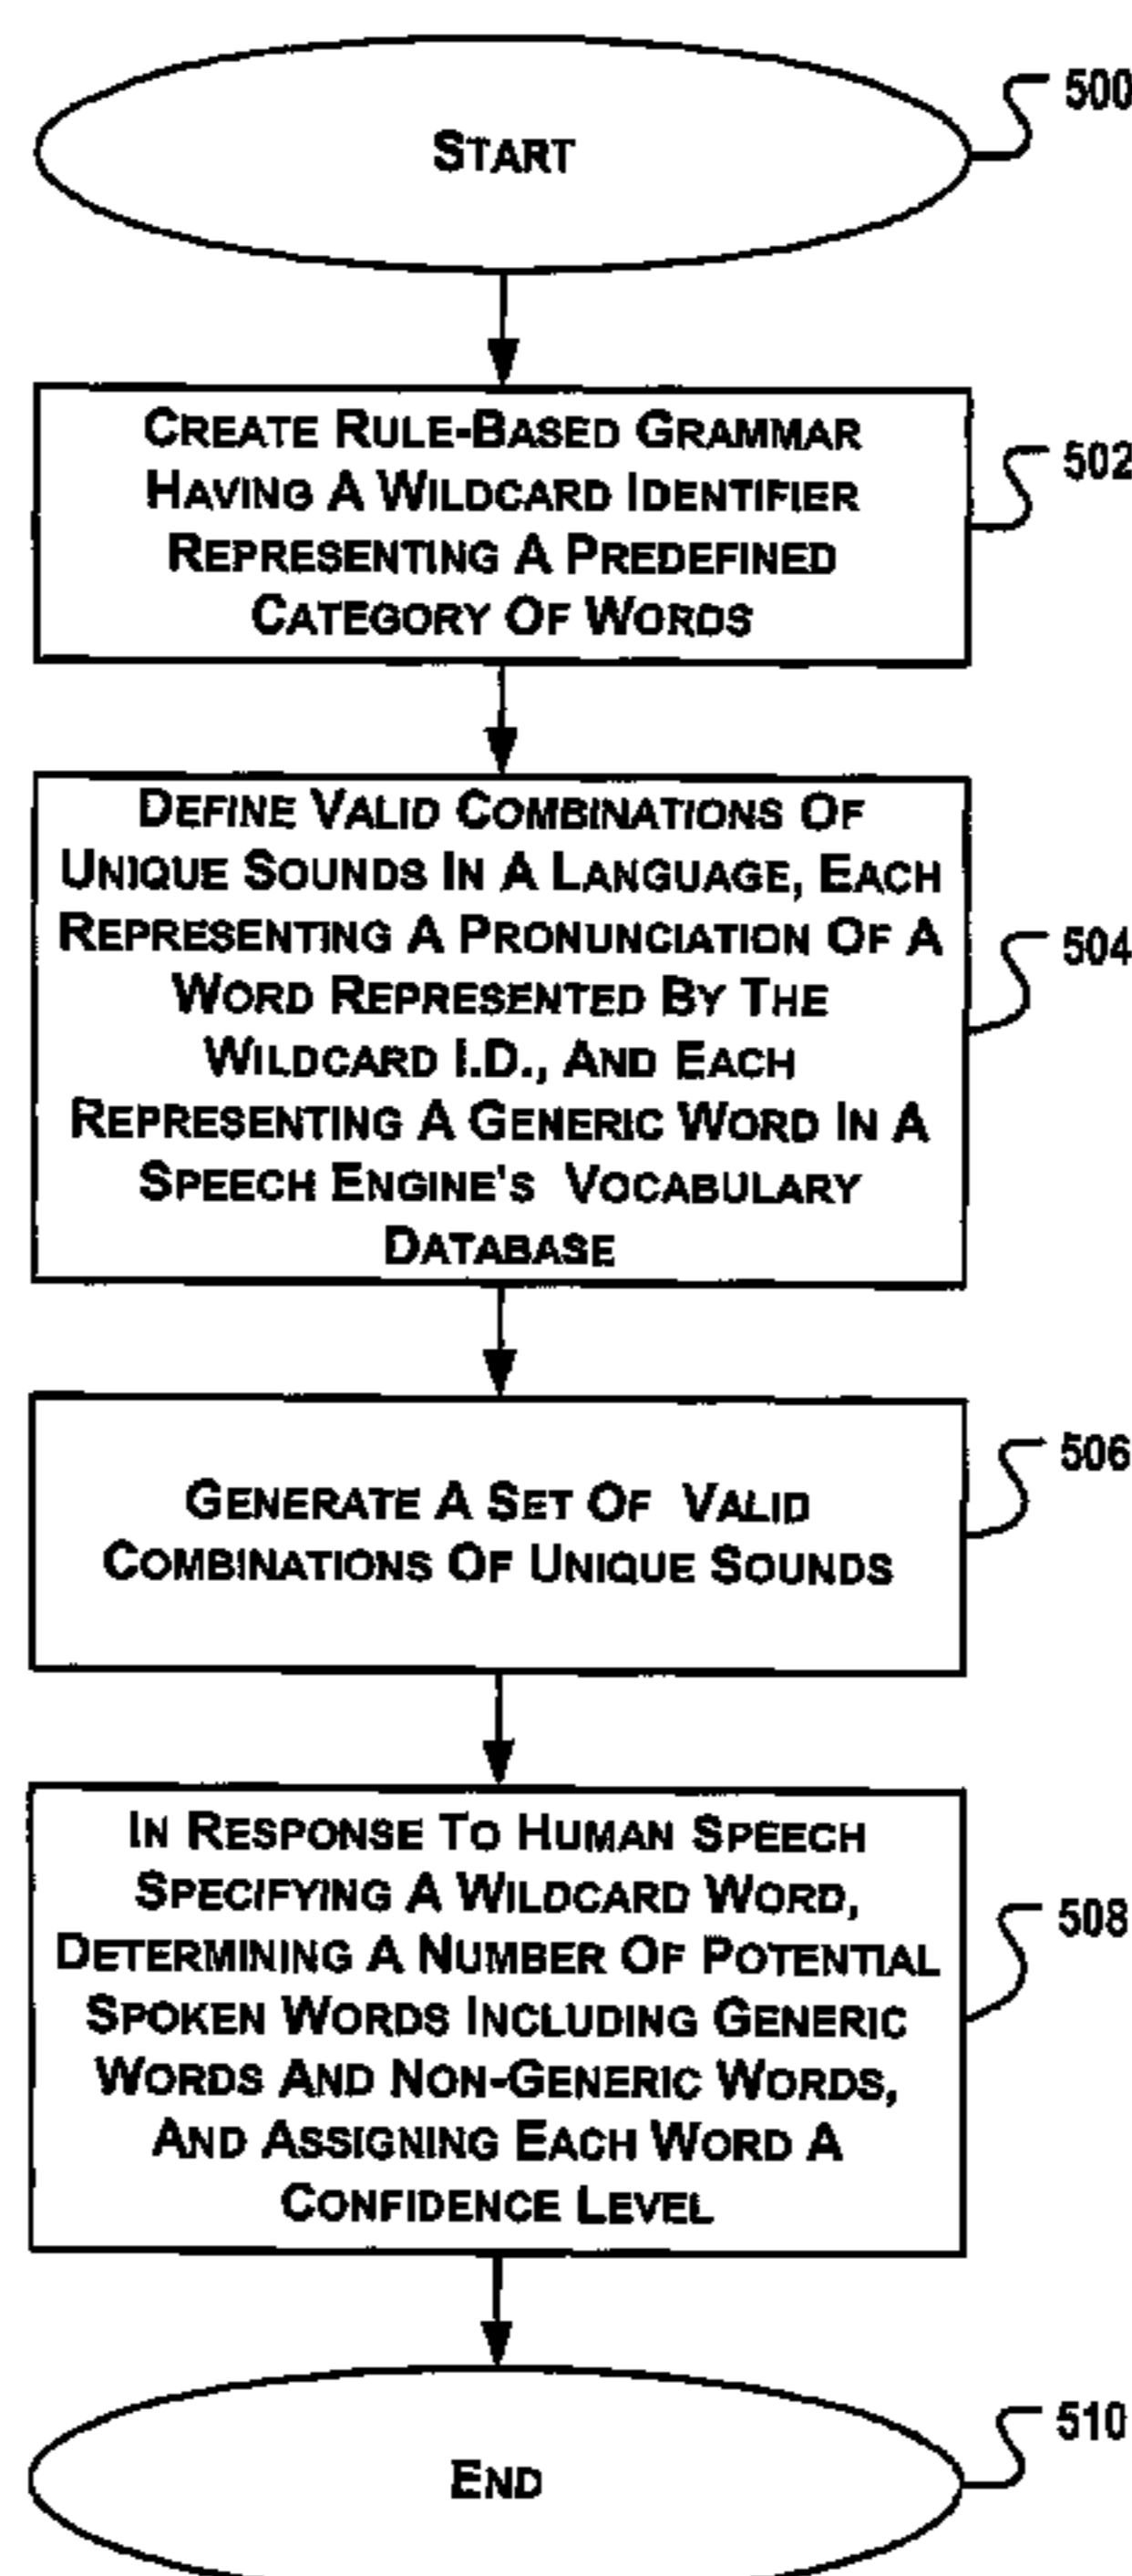 START
500
CREATE RULE-BASED GRAMMAR
HAVING A WILDCARD IDENTIFIER
REPRESENTING A PREDEFINED
CATEGORY OF WORDS
502
DEFINE VALID COMBINATIONS OF
UNIQUE SOUNDS IN A LANGUAGE, EACH
REPRESENTING A PRONUNCIATION OF A
WORD REPRESENTED BY THE
WILDCARD I.D., AND EACH
REPRESENTING A GENERIC WORD IN A
SPEECH ENGINE'S VOCABULARY
DATABASE
504
GENERATE A SET OF VALID
COMBINATIONS OF UNIQUE SOUNDS
506
IN RESPONSE TO HUMAN SPEECH
SPECIFYING A WILDCARD WORD,
DETERMINING A NUMBER OF POTENTIAL
SPOKEN WORDS INCLUDING GENERIC
WORDS AND NON-GENERIC WORDS,
AND ASSIGNING EACH WORD A
CONFIDENCE LEVEL
508
END
510